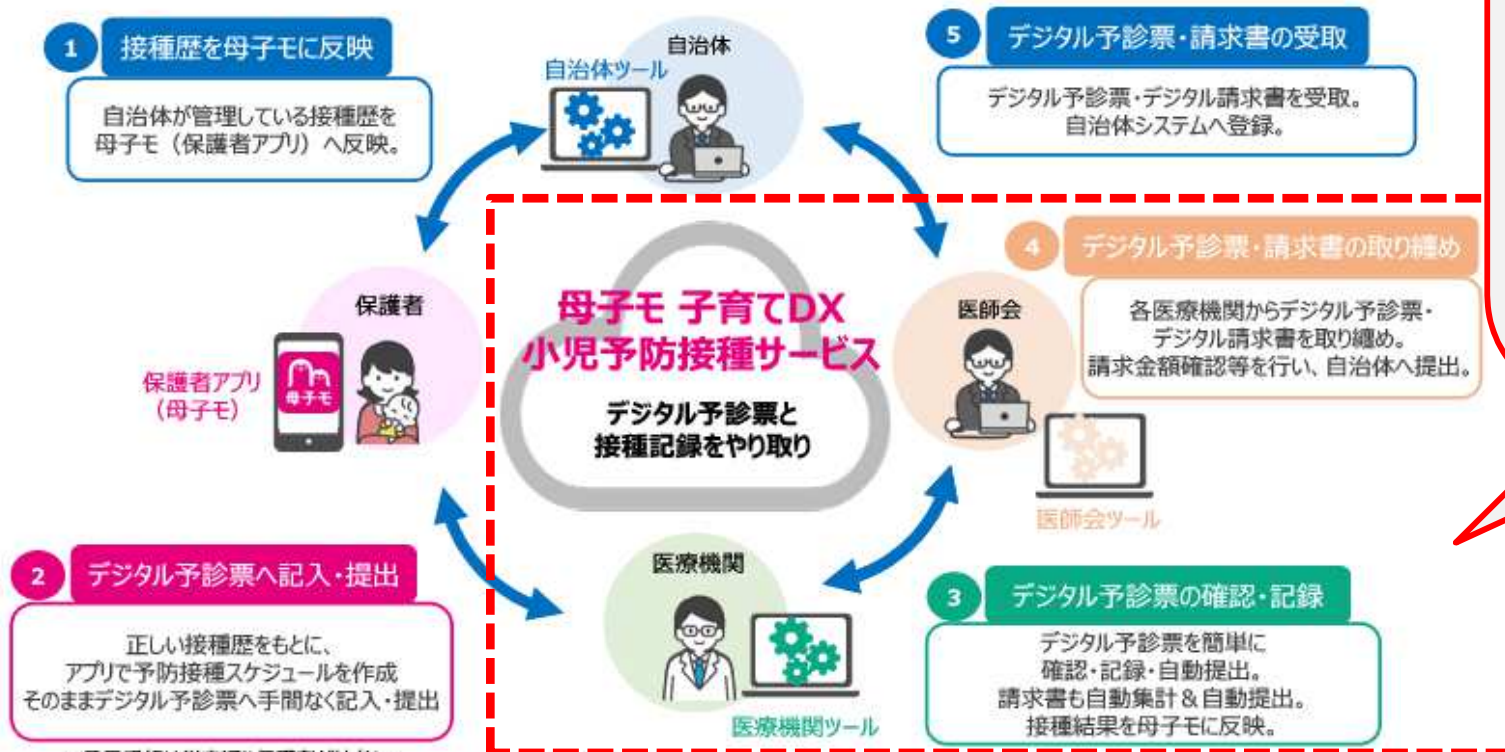 1 接種歴を母子モに反映
自治体が管理している接種歴を
母子モ（保護者アプリ）へ反映。
自治体
自治体ツール
5 デジタル予診票・請求書の受取
デジタル予診票・デジタル請求書を受取。
自治体システムへ登録。
保護者
保護者アプリ
（母子モ）
母子モ
母子モ 子育てDX
小児予防接種サービス
デジタル予診票と
接種記録をやり取り
医師会
医師会ツール
4 デジタル予診票・請求書の取り纏め
各医療機関からデジタル予診票・
デジタル請求書を取り纏め。
請求金額確認等を行い、自治体へ提出。
2 デジタル予診票へ記入・提出
正しい接種歴をもとに、
アプリで予防接種スケジュールを作成
そのままデジタル予診票へ手間なく記入・提出
医療機関
医療機関ツール
3 デジタル予診票の確認・記録
デジタル予診票を簡単に
確認・記録・自動提出。
請求書も自動集計＆自動提出。
接種結果を母子モに反映。